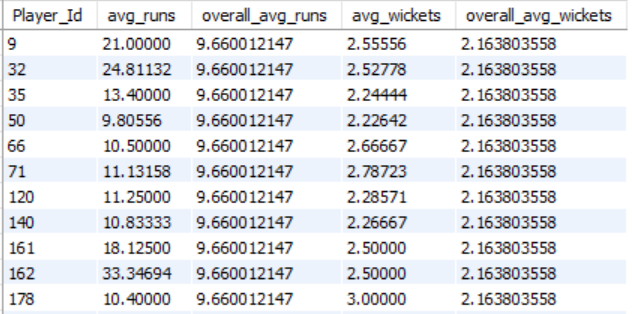 Player_Id avg_runs overall_avg_runs avg_wickets overall_avg_wickets
9 21.00000 9.660012147 2.55556 2.163803558
32 24.81132 9.660012147 2.52778 2.163803558
35 13.40000 9.660012147 2.24444 2.163803558
50 9.80556 9.660012147 2.22642 2.163803558
66 10.50000 9.660012147 2.66667 2.163803558
71 11.13158 9.660012147 2.78723 2.163803558
120 11.25000 9.660012147 2.28571 2.163803558
140 10.83333 9.660012147 2.26667 2.163803558
161 18.12500 9.660012147 2.50000 2.163803558
162 33.34694 9.660012147 2.50000 2.163803558
178 10.40000 9.660012147 3.00000 2.163803558